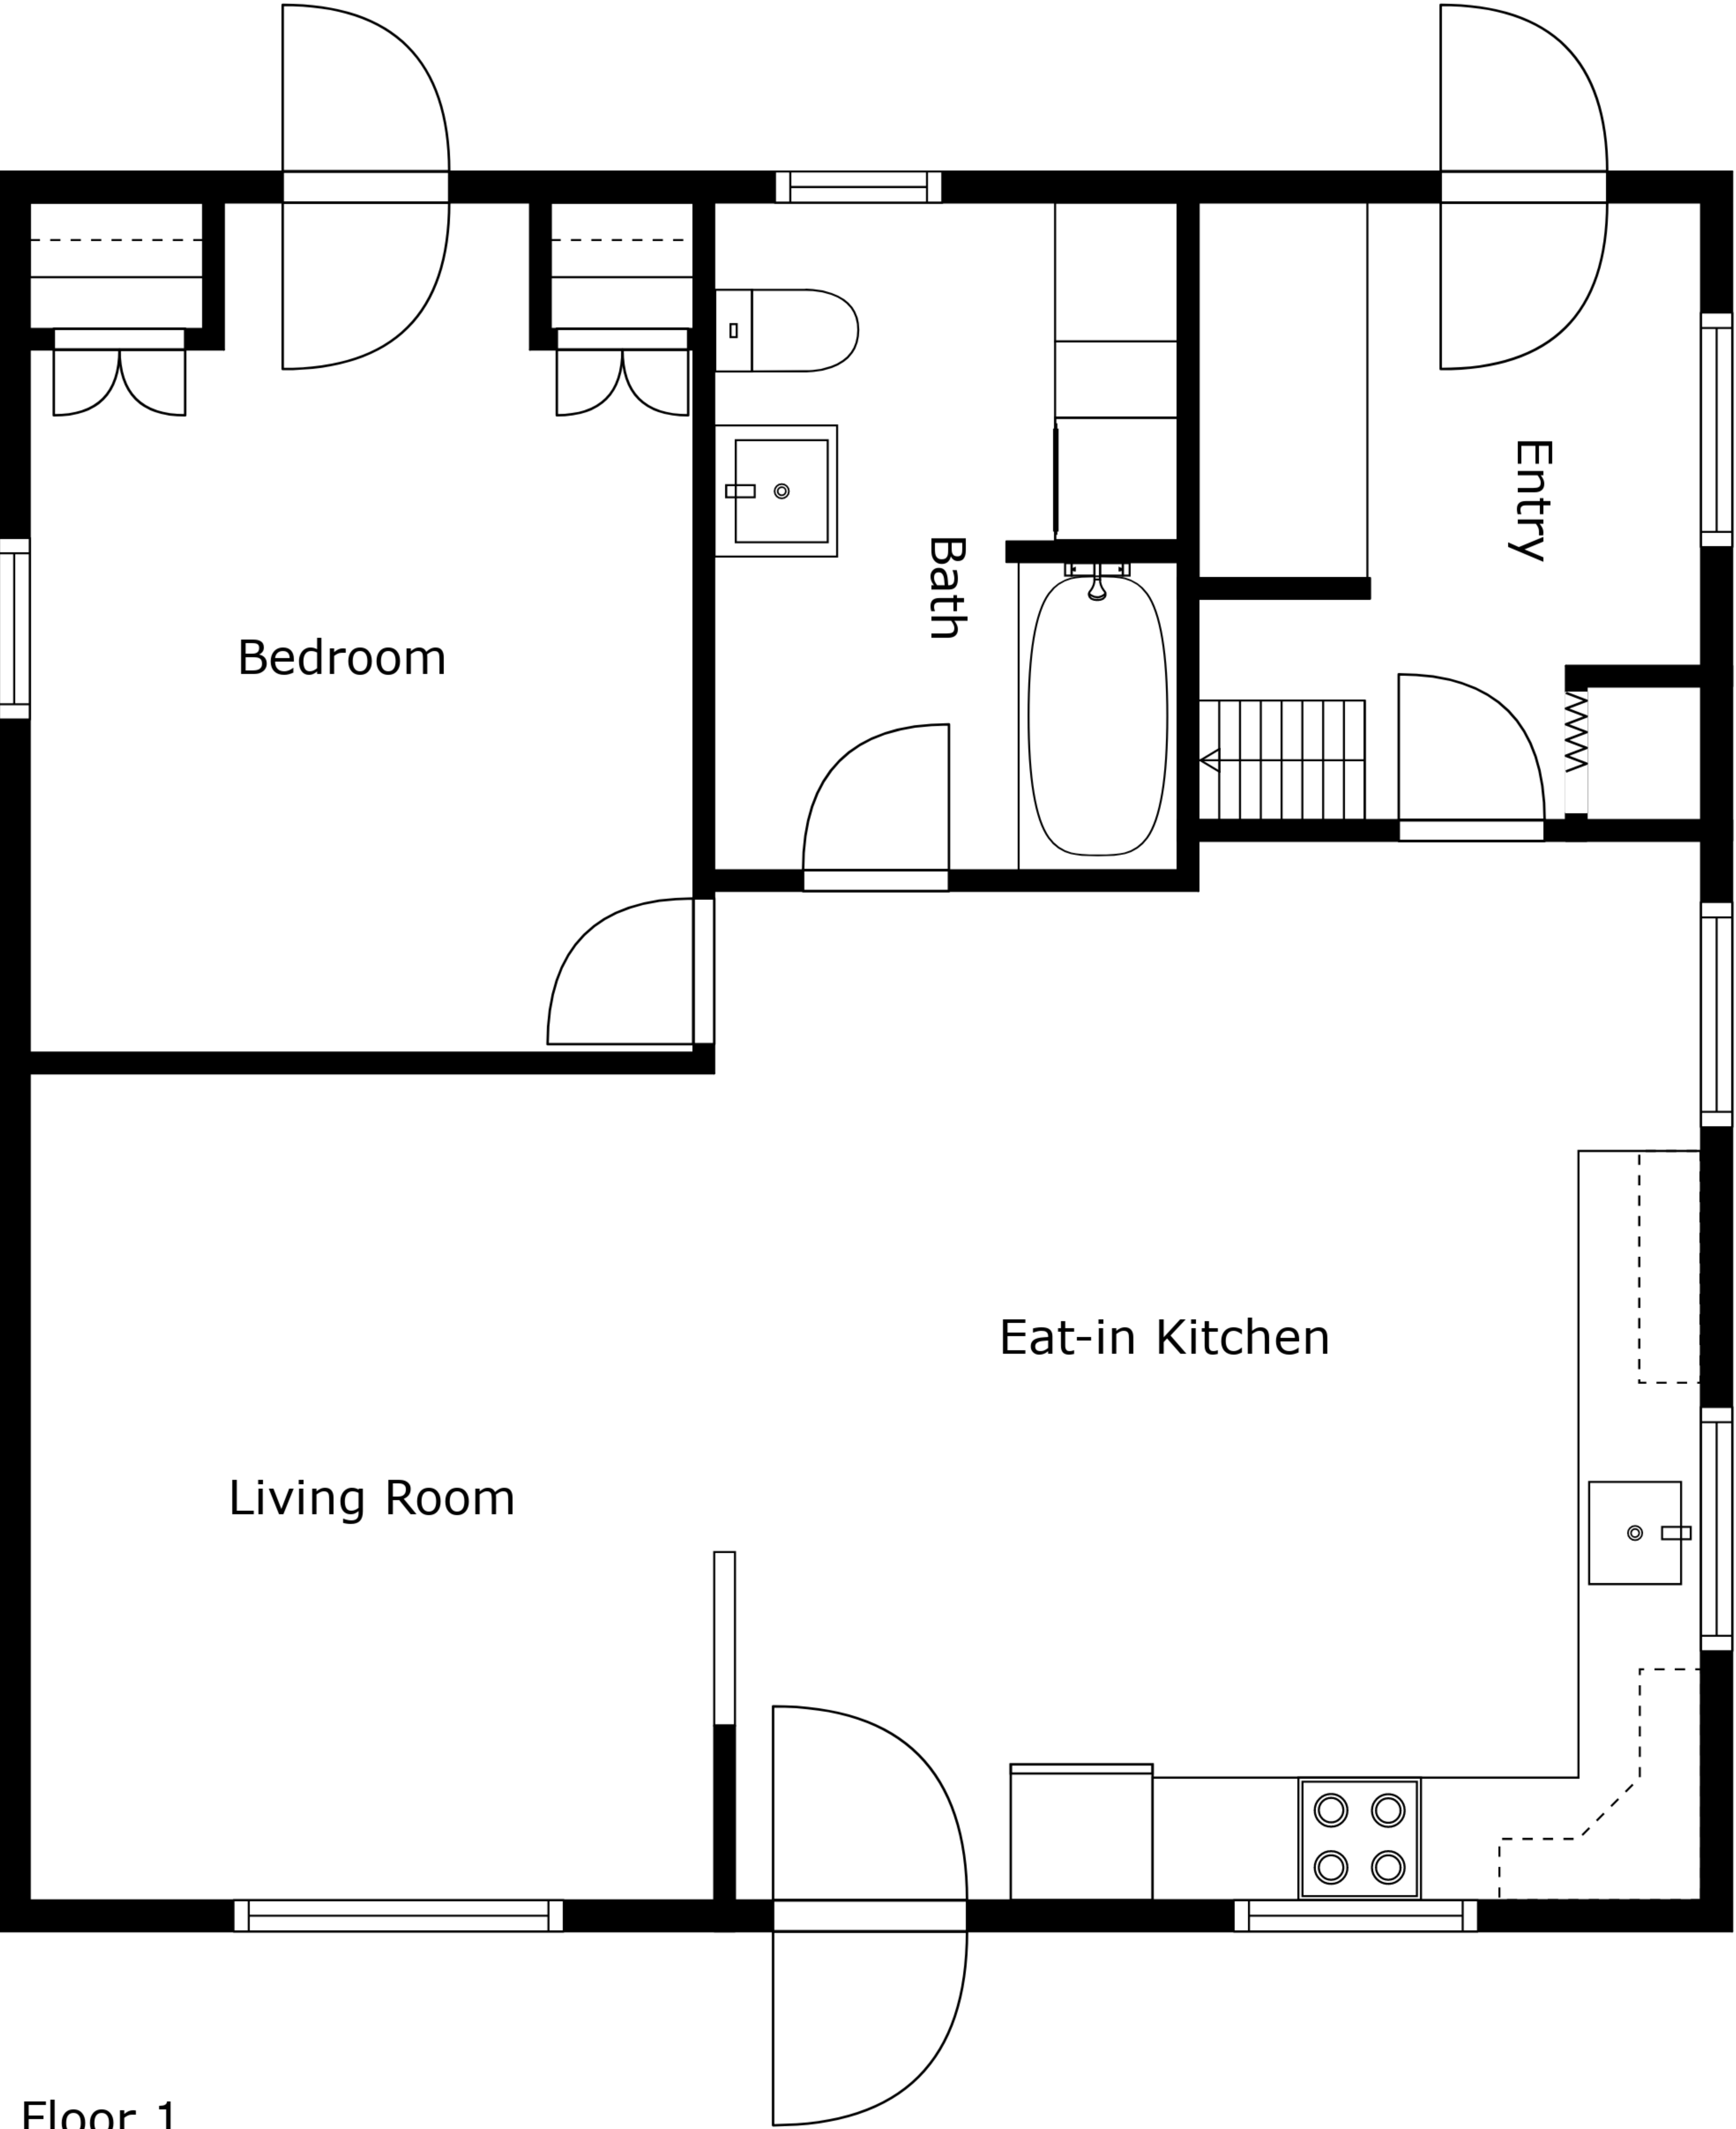 Entry
Bath
Bedroom
Eat-in Kitchen
Living Room
Floor 1